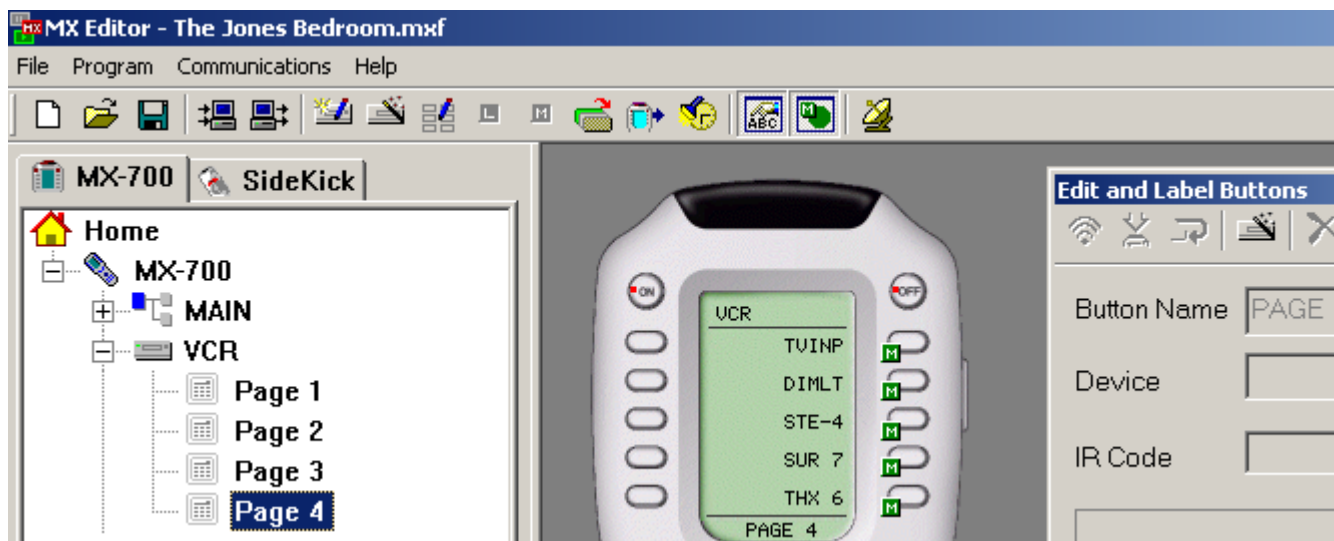 MX Editor - The Jones Bedroom.mxf
File Program Communications Help
L M ABC M
MX-700 SideKick
Edit and Label Buttons
Home
MX-700
MAIN
VCR
Page 1
Page 2
Page 3
Page 4
ON OFF
VCR
TVINP M
DIMLT M
STE-4 M
SUR 7 M
THX 6 M
PAGE 4
Button Name PAGE
Device
IR Code